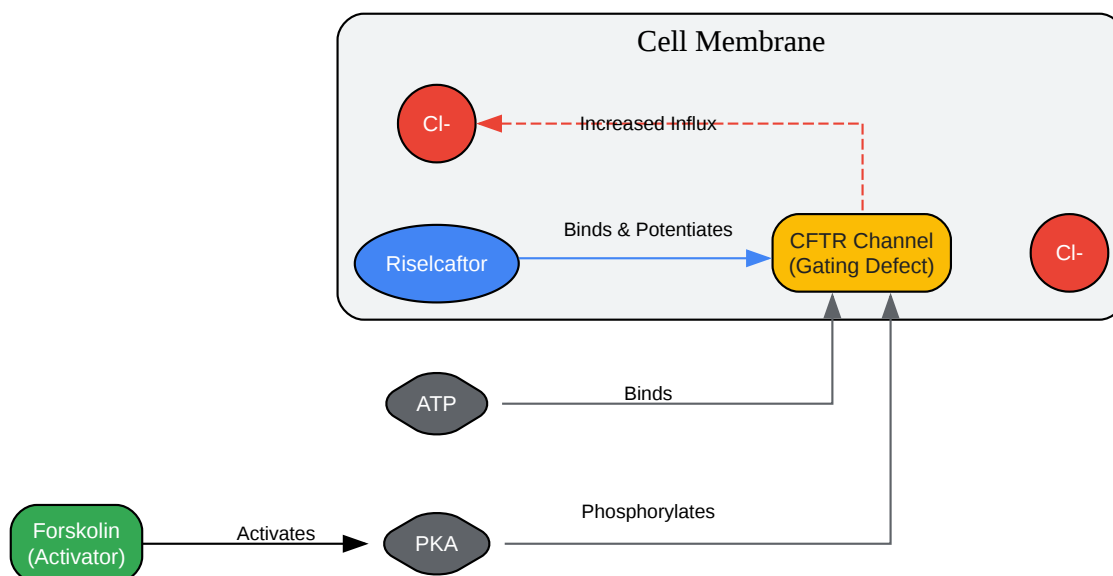 Cell Membrane
Cl-
Increased Influx
Riselcaftor
Binds & Potentiates
CFTR Channel
(Gating Defect)
Cl-
ATP
Binds
Forskolin
(Activator)
Activates
PKA
Phosphorylates